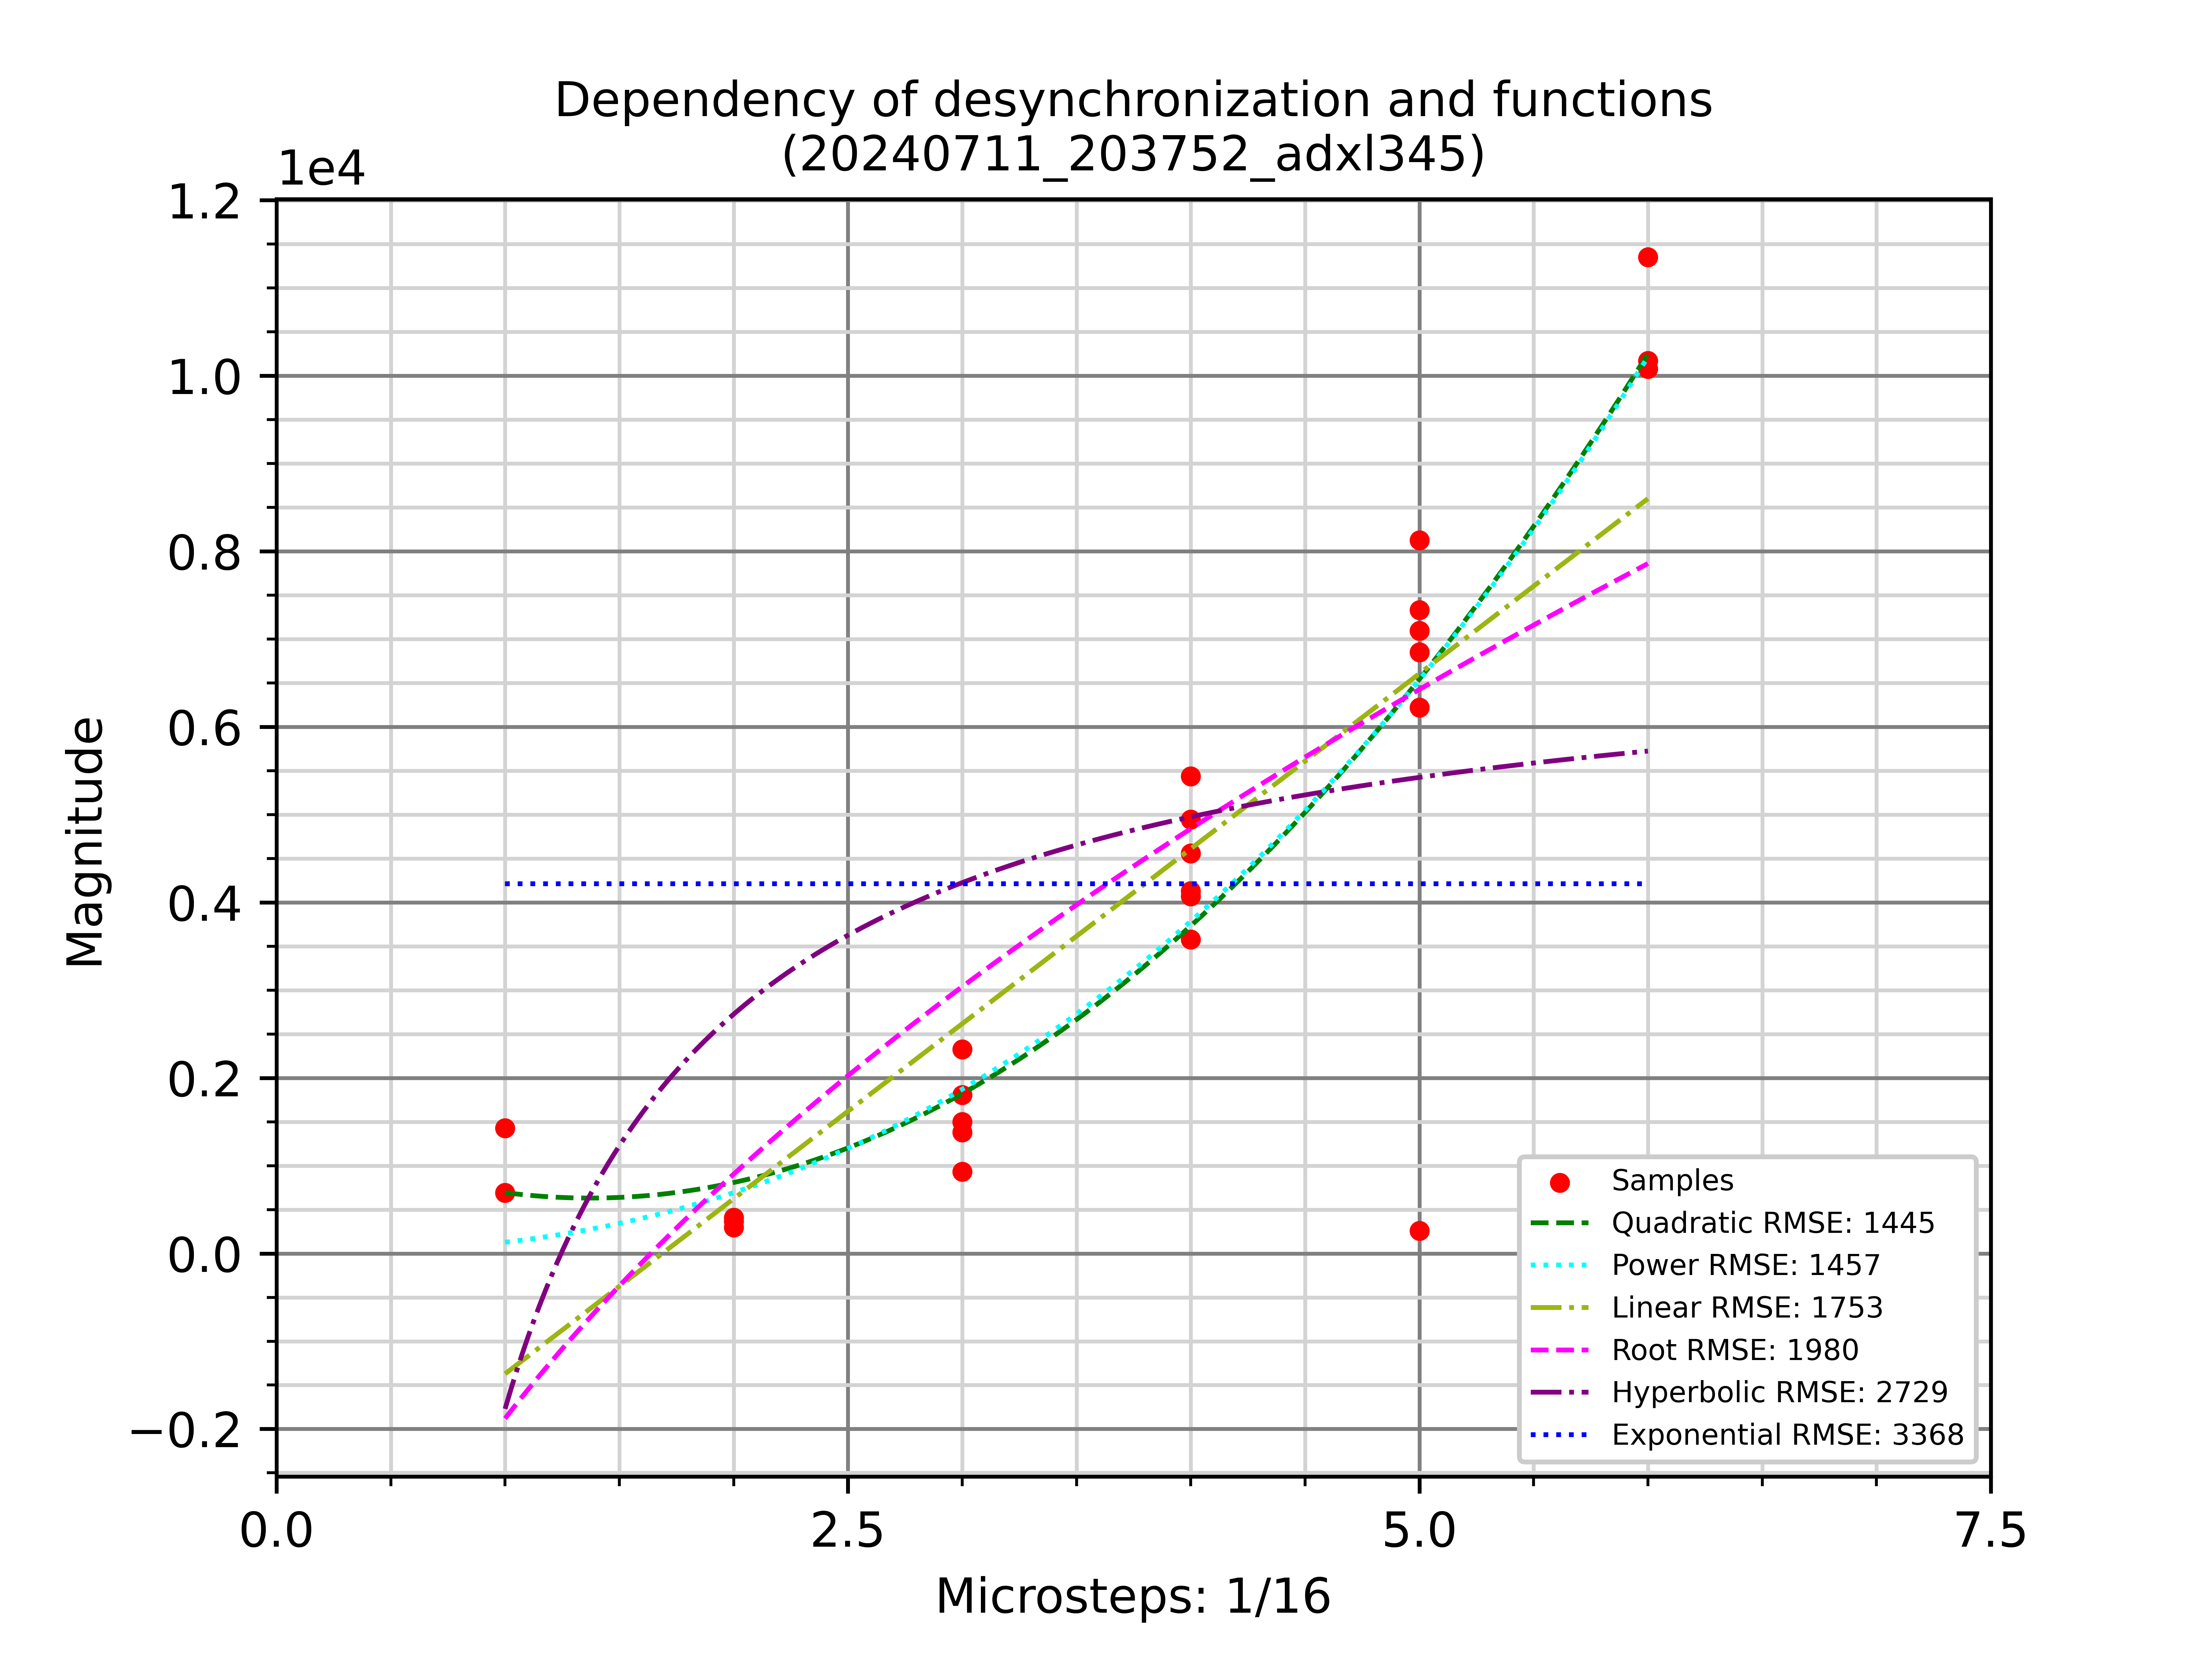 Dependency of desynchronization and functions
(20240711_203752_adxl345)
1e4
1.2
1.0
0.8
0.6
0.4
0.2
0.0
−0.2
Magnitude
Samples
Quadratic RMSE: 1445
Power RMSE: 1457
Linear RMSE: 1753
Root RMSE: 1980
Hyperbolic RMSE: 2729
Exponential RMSE: 3368
0.0 2.5 5.0 7.5
Microsteps: 1/16